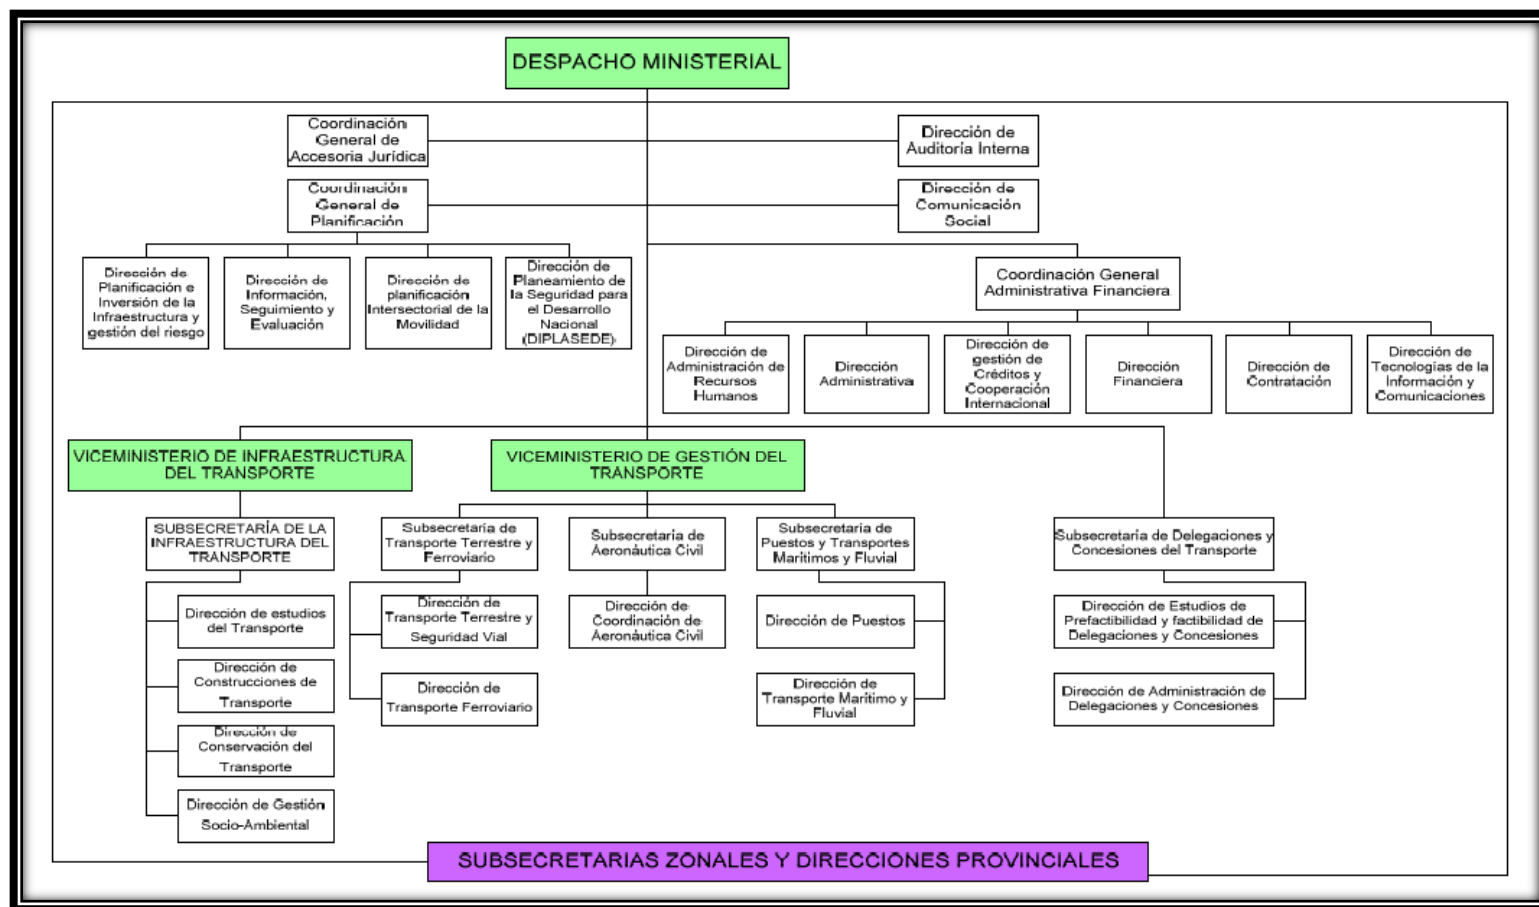 DESPACHO MINISTERIAL
Coordinación
General de
Accesoria Jurídica
Dirección de
Auditoría Interna
Coordinación
General de
Planificación
Dirección de
Comunicación
Social
Dirección de
Planificación e
Inversión de la
Infraestructura y
gestión del riesgo
Dirección de
Información,
Seguimiento y
Evaluación
Dirección de
planificación
Intersectorial de la
Movilidad
Dirección de
Planeamiento de
la Seguridad para
el Desarrollo
Nacional
(DIPLASEDE)
Coordinación General
Administrativa Financiera
Dirección de
Administración de
Recursos
Humanos
Dirección
Administrativa
Dirección de
gestión de
Créditos y
Cooperación
Internacional
Dirección
Financiera
Dirección de
Contratación
Dirección de
Tecnologías de la
Información y
Comunicaciones
VICEMINISTERIO DE INFRAESTRUCTURA
DEL TRANSPORTE
VICEMINISTERIO DE GESTIÓN DEL
TRANSPORTE
SUBSECRETARÍA DE LA
INFRAESTRUCTURA DEL
TRANSPORTE
Subsecretaría de
Transporte Terrestre y
Ferroviario
Subsecretaría de
Aeronáutica Civil
Subsecretaría de
Puestos y Transportes
Marítimos y Fluvial
Subsecretaría de Delegaciones y
Concesiones del Transporte
Dirección de estudios
del Transporte
Dirección de
Transporte Terrestre y
Seguridad Vial
Dirección de
Coordinación de
Aeronáutica Civil
Dirección de Puestos
Dirección de Estudios de
Prefactibilidad y factibilidad de
Delegaciones y Concesiones
Dirección de
Construcciones de
Transporte
Dirección de
Transporte Ferroviario
Dirección de
Transporte Marítimo y
Fluvial
Dirección de Administración de
Delegaciones y Concesiones
Dirección de
Conservación del
Transporte
Dirección de Gestión
Socio-Ambiental
SUBSECRETARIAS ZONALES Y DIRECCIONES PROVINCIALES